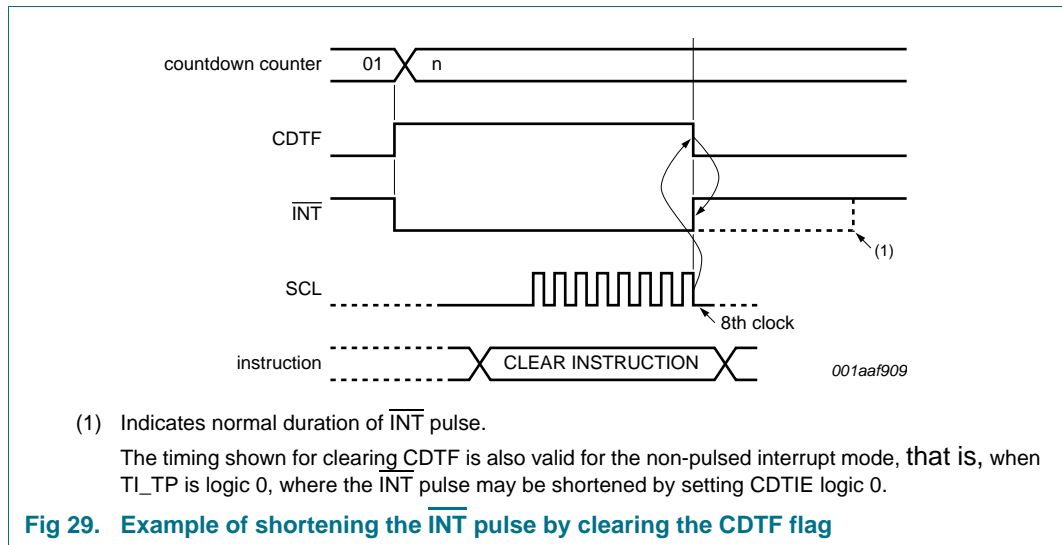 countdown counter 01 n
CDTF
INT
(1)
SCL
8th clock
instruction CLEAR INSTRUCTION
001aaf909
(1) Indicates normal duration of INT pulse.
The timing shown for clearing CDTF is also valid for the non-pulsed interrupt mode, that is, when
TI_TP is logic 0, where the INT pulse may be shortened by setting CDTIE logic 0.
Fig 29. Example of shortening the INT pulse by clearing the CDTF flag